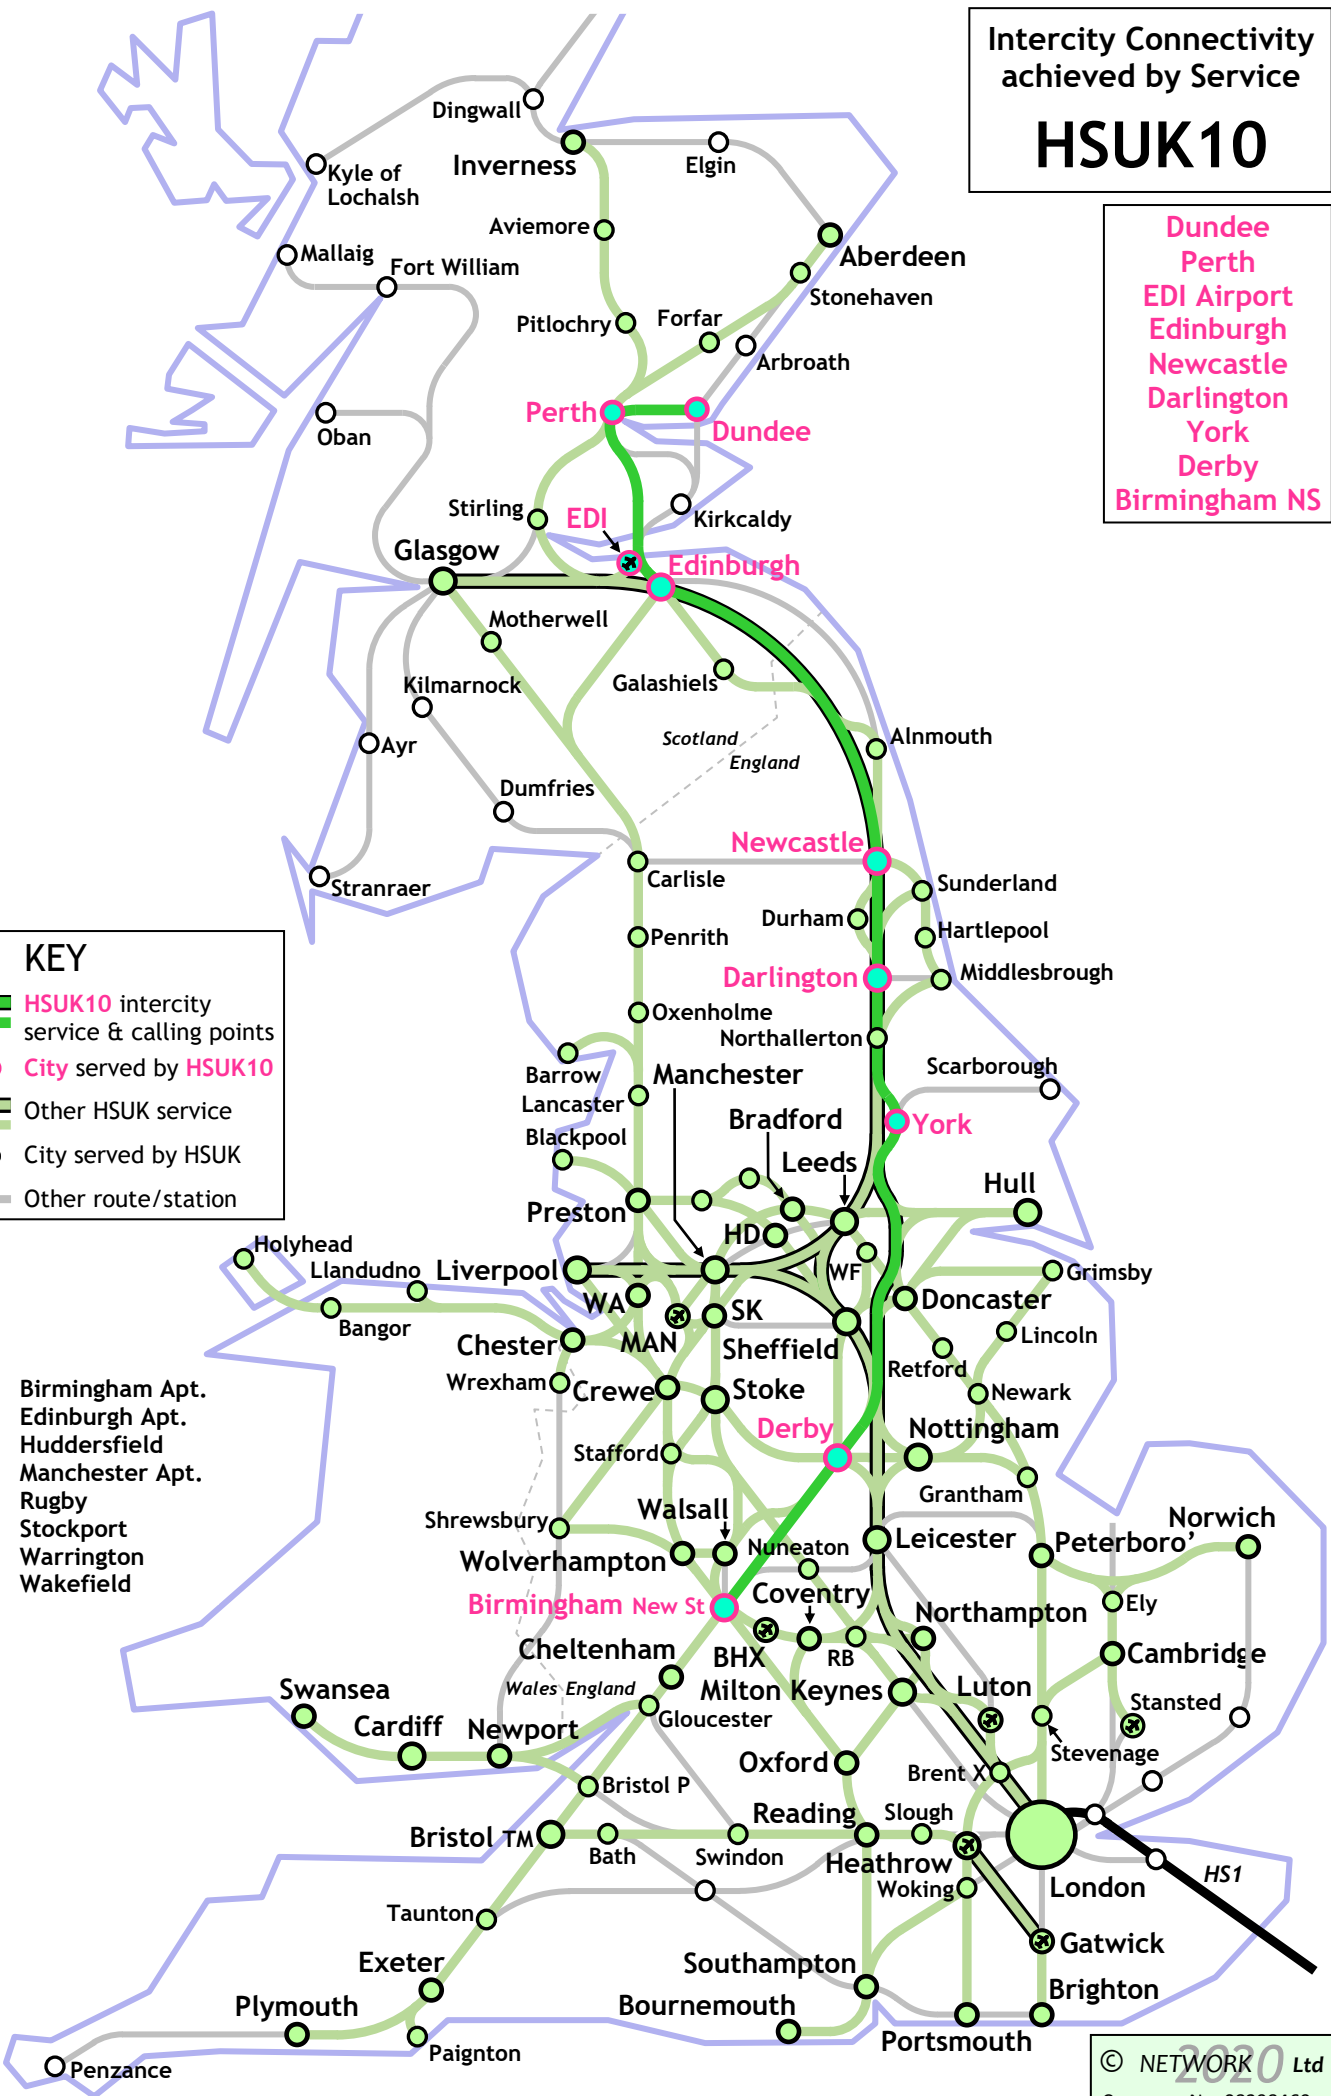 Intercity Connectivity
achieved by Service
HSUK10
Dundee
Perth
EDI Airport
Edinburgh
Newcastle
Darlington
York
Derby
Birmingham NS
Dingwall
Inverness
Elgin
Kyle of
Lochalsh
Aviemore
Aberdeen
Mallaig
Fort William
Stonehaven
Pitlochry
Forfar
Arbroath
Perth
Dundee
Oban
Stirling
EDI
Kirkcaldy
Glasgow
Edinburgh
Motherwell
Galashiels
Kilmarnock
Scotland
England
Alnmouth
Ayr
Dumfries
Newcastle
Carlisle
Stranraer
Sunderland
Durham
Hartlepool
Penrith
Darlington
Middlesbrough
KEY
HSUK10 intercity
service & calling points
City served by HSUK10
Other HSUK service
City served by HSUK
Other route/station
Oxenholme
Northallerton
Scarborough
Barrow
Manchester
Lancaster
Bradford
York
Blackpool
Leeds
Hull
Preston
HD
Holyhead
Llandudno
Liverpool
WF
Grimsby
WA
SK
Doncaster
Bangor
MAN
Lincoln
Chester
Sheffield
Retford
Wrexham
Crewe
Stoke
Newark
Birmingham Apt.
Edinburgh Apt.
Huddersfield
Manchester Apt.
Rugby
Stockport
Warrington
Wakefield
Derby
Nottingham
Stafford
Grantham
Walsall
Shrewsbury
Norwich
Leicester
Peterboro’
Wolverhampton
Nuneaton
Coventry
Birmingham New St
Ely
Northampton
Cheltenham
BHX
RB
Cambridge
Wales England
Swansea
Milton Keynes
Luton
Stansted
Cardiff
Newport
Gloucester
Stevenage
Oxford
Brent X
Bristol P
Reading
Slough
Bristol TM
Bath
Swindon
Heathrow
Woking
London
HS1
Taunton
Gatwick
Exeter
Southampton
Brighton
Plymouth
Bournemouth
Portsmouth
Paignton
Penzance
© NETWORK 2020 Ltd